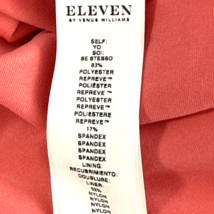 ELEVEN
BY VENUS WILLIAMS
SELF:
YO
SOI:
SE STESSO
83%
POLYESTER
REPREVE™
POLIÉSTER
REPREVE™
POLYESTER
REPREVE™
POLIESTERE
REPREVE™
17%
SPANDEX
SPANDEX
SPANDEX
SPANDEX
LINING:
RECUBRIMIENTO:
DOUBLURE:
NYLON
NYLON
NYLON